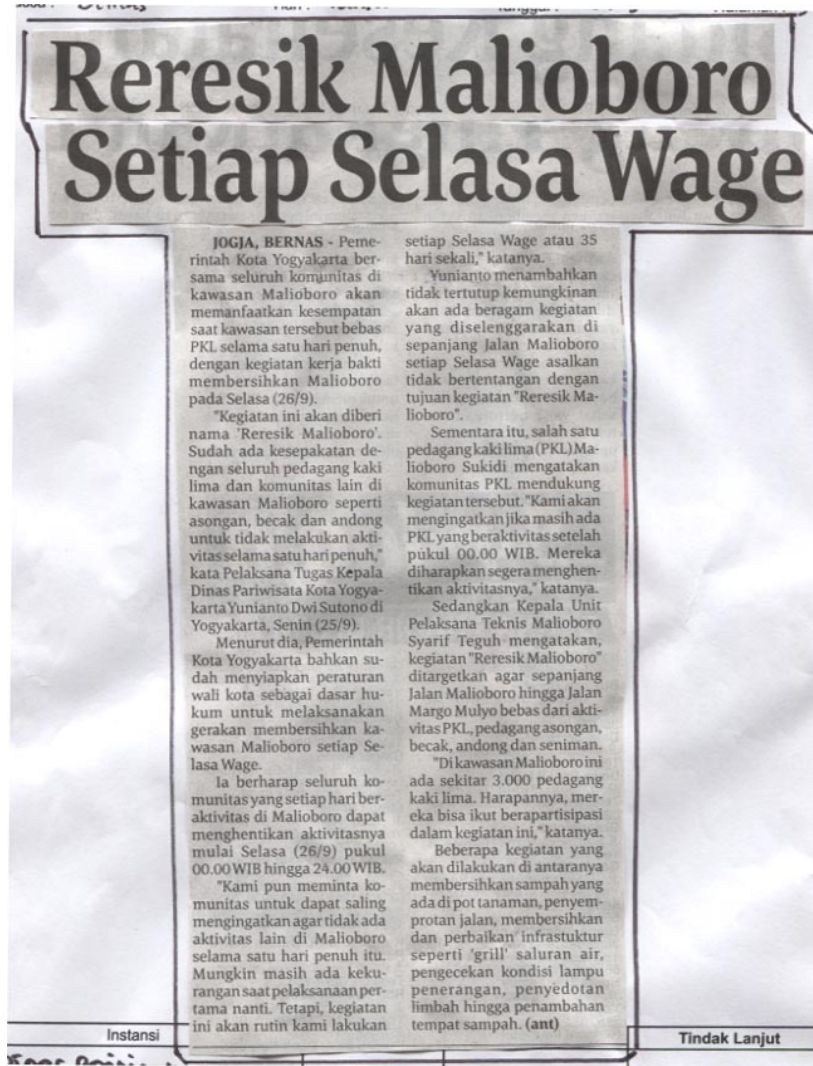 Reresik Malioboro
Setiap Selasa Wage
JOGJA, BERNAS - Peme-
rintah Kota Yogyakarta ber-
sama seluruh komunitas di
kawasan Malioboro akan
memanfaatkan kesempatan
saat kawasan tersebut bebas
PKL selama satu hari penuh,
dengan kegiatan kerja bakti
membersihkan Malioboro
pada Selasa (26/9).
"Kegiatan ini akan diberi
nama 'Reresik Malioboro'.
Sudah ada kesepakatan de-
ngan seluruh pedagang kaki
lima dan komunitas lain di
kawasan Malioboro seperti
asongan, becak dan andong
untuk tidak melakukan akti-
vitas selama satu hari penuh,"
kata Pelaksana Tugas Kepala
Dinas Pariwisata Kota Yogya-
karta Yunianto Dwi Sutono di
Yogyakarta, Senin (25/9).
Menurut dia, Pemerintah
Kota Yogyakarta bahkan su-
dah menyiapkan peraturan
wali kota sebagai dasar hu-
kum untuk melaksanakan
gerakan membersihkan ka-
wasan Malioboro setiap Se-
lasa Wage.
Ia berharap seluruh ko-
munitas yang setiap hari ber-
aktivitas di Malioboro dapat
menghentikan aktivitasnya
mulai Selasa (26/9) pukul
00.00 WIB hingga 24.00 WIB.
"Kami pun meminta ko-
munitas untuk dapat saling
mengingatkan agar tidak ada
aktivitas lain di Malioboro
selama satu hari penuh itu.
Mungkin masih ada keku-
rangan saat pelaksanaan per-
tama nanti. Tetapi, kegiatan
ini akan rutin kami lakukan
setiap Selasa Wage atau 35
hari sekali," katanya.
Yunianto menambahkan
tidak tertutup kemungkinan
akan ada beragam kegiatan
yang diselenggarakan di
sepanjang Jalan Malioboro
setiap Selasa Wage asalkan
tidak bertentangan dengan
tujuan kegiatan "Reresik Ma-
lioboro".
Sementara itu, salah satu
pedagang kaki lima (PKL) Ma-
lioboro Sukidi mengatakan
komunitas PKL mendukung
kegiatan tersebut. "Kami akan
mengingatkan jika masih ada
PKL yang beraktivitas setelah
pukul 00.00 WIB. Mereka
diharapkan segera menghen-
tikan aktivitasnya," katanya.
Sedangkan Kepala Unit
Pelaksana Teknis Malioboro
Syarif Teguh mengatakan,
kegiatan "Reresik Malioboro"
ditargetkan agar sepanjang
Jalan Malioboro hingga Jalan
Margo Mulyo bebas dari akti-
vitas PKL, pedagang asongan,
becak, andong dan seniman.
"Di kawasan Malioboro ini
ada sekitar 3.000 pedagang
kaki lima. Harapannya, mer-
eka bisa ikut berapartisipasi
dalam kegiatan ini," katanya.
Beberapa kegiatan yang
akan dilakukan di antaranya
membersihkan sampah yang
ada di pot tanaman, penyem-
protan jalan, membersihkan
dan perbaikan infrastuktur
seperti 'grill' saluran air,
pengecekan kondisi lampu
penerangan, penyedotan
limbah hingga penambahan
tempat sampah. (ant)
Instansi
Tindak Lanjut